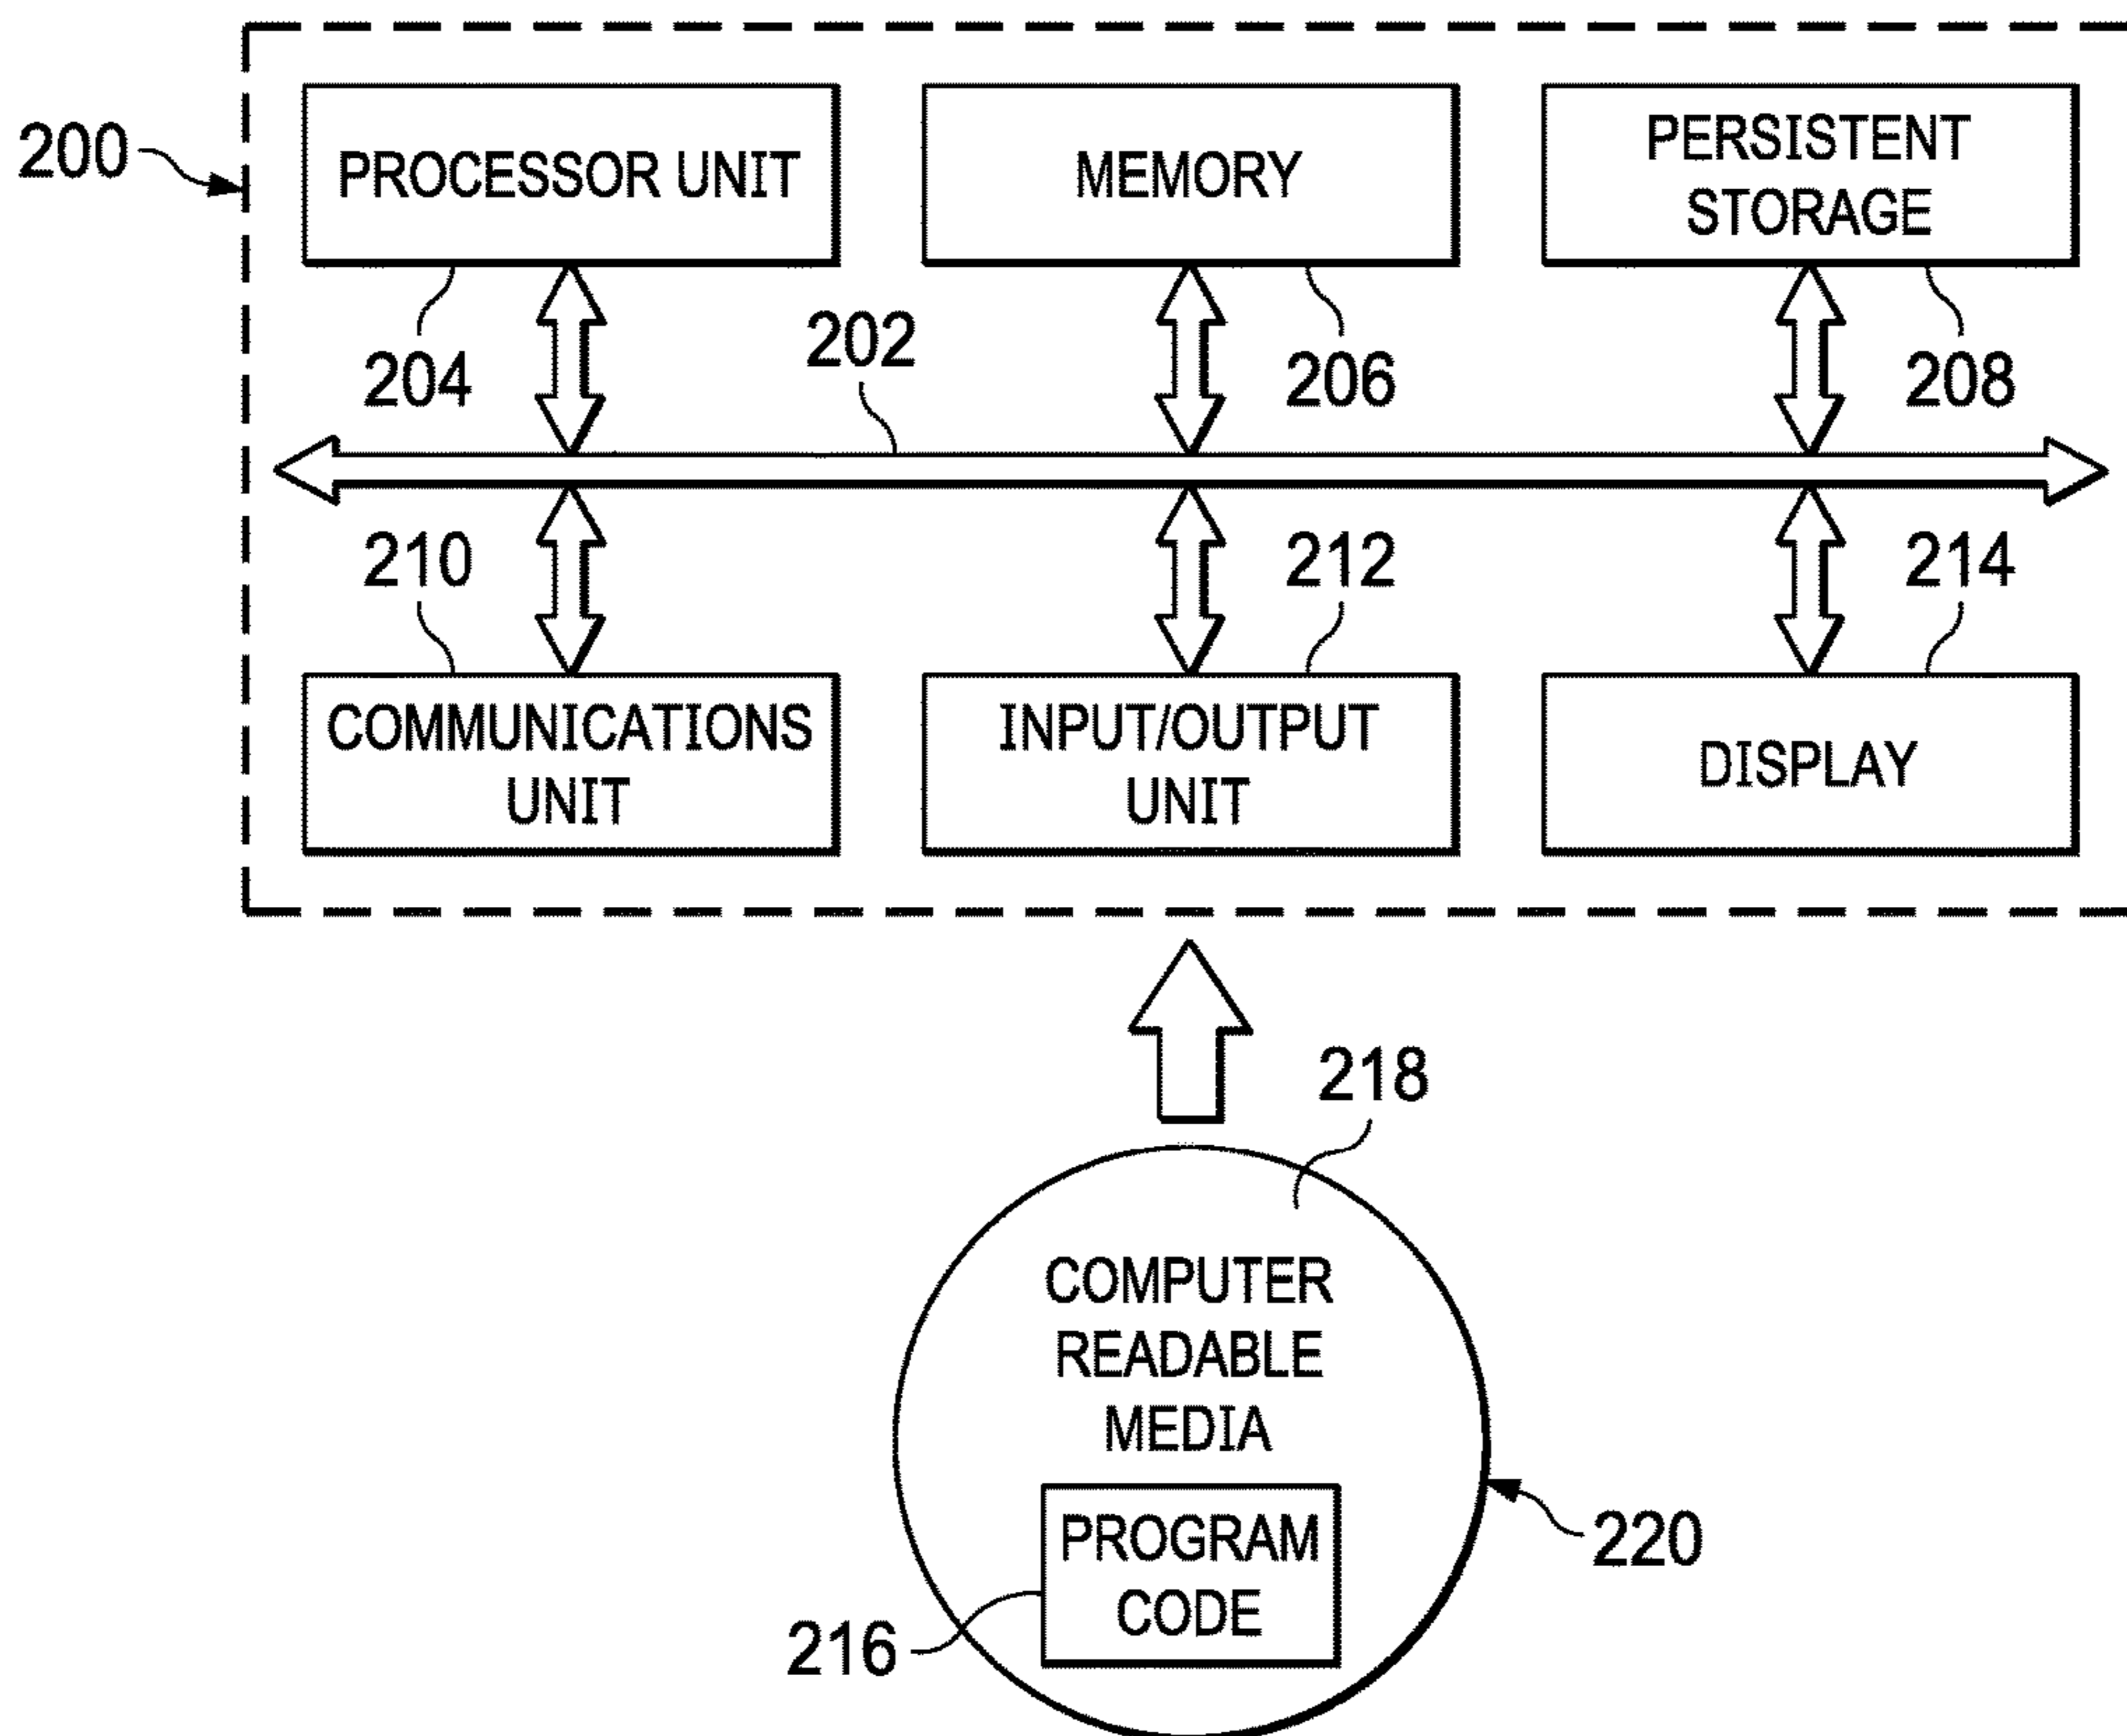 200
PROCESSOR UNIT
MEMORY
PERSISTENT
STORAGE
204
202
206
208
210
212
214
COMMUNICATIONS
UNIT
INPUT/OUTPUT
UNIT
DISPLAY
218
COMPUTER
READABLE
MEDIA
PROGRAM
CODE
220
216